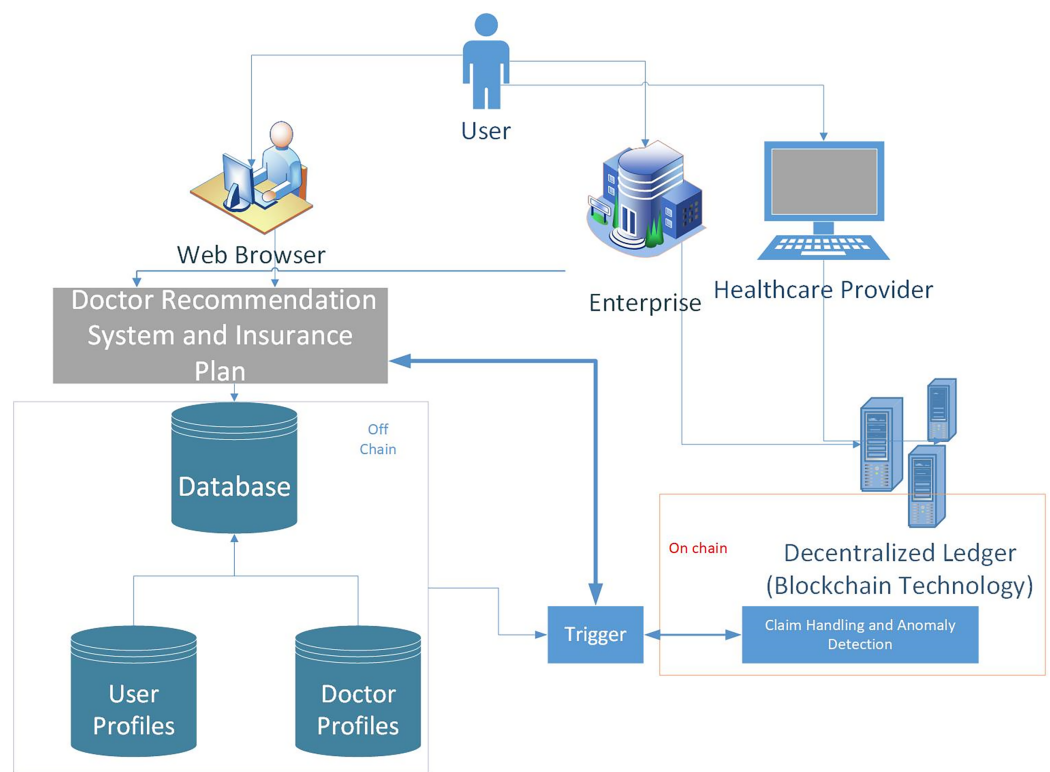 User
Web Browser
Enterprise
Healthcare Provider
Doctor Recommendation
System and Insurance
Plan
Off
Chain
Database
On chain
Decentralized Ledger
(Blockchain Technology)
Trigger
Claim Handling and Anomaly
Detection
User
Profiles
Doctor
Profiles